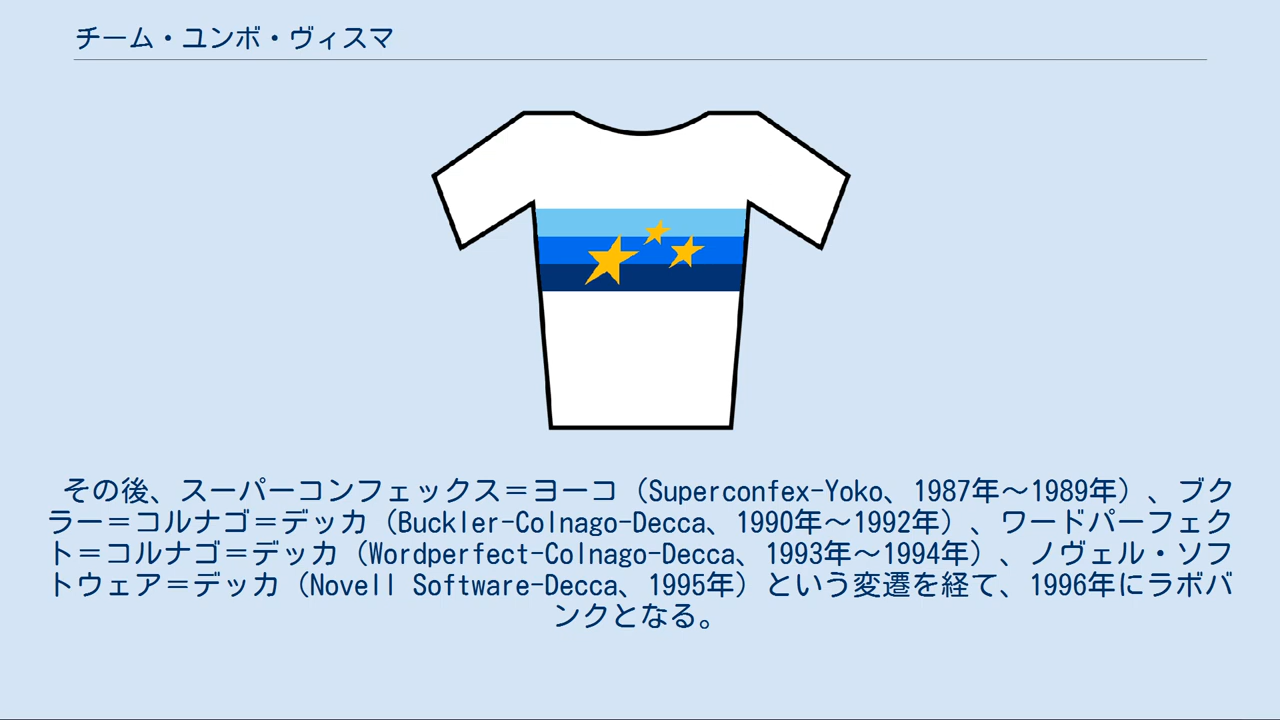 チーム・ユンボ・ヴィスマ
その後、スーパーコンフェックス＝ヨーコ（Superconfex-Yoko、1987年～1989年）、ブク
ラー＝コルナゴ＝デッカ（Buckler-Colnago-Decca、1990年～1992年）、ワードパーフェク
ト＝コルナゴ＝デッカ（Wordperfect-Colnago-Decca、1993年～1994年）、ノヴェル・ソフ
トウェア＝デッカ（Novell Software-Decca、1995年）という変遷を経て、1996年にラボバ
ンクとなる。